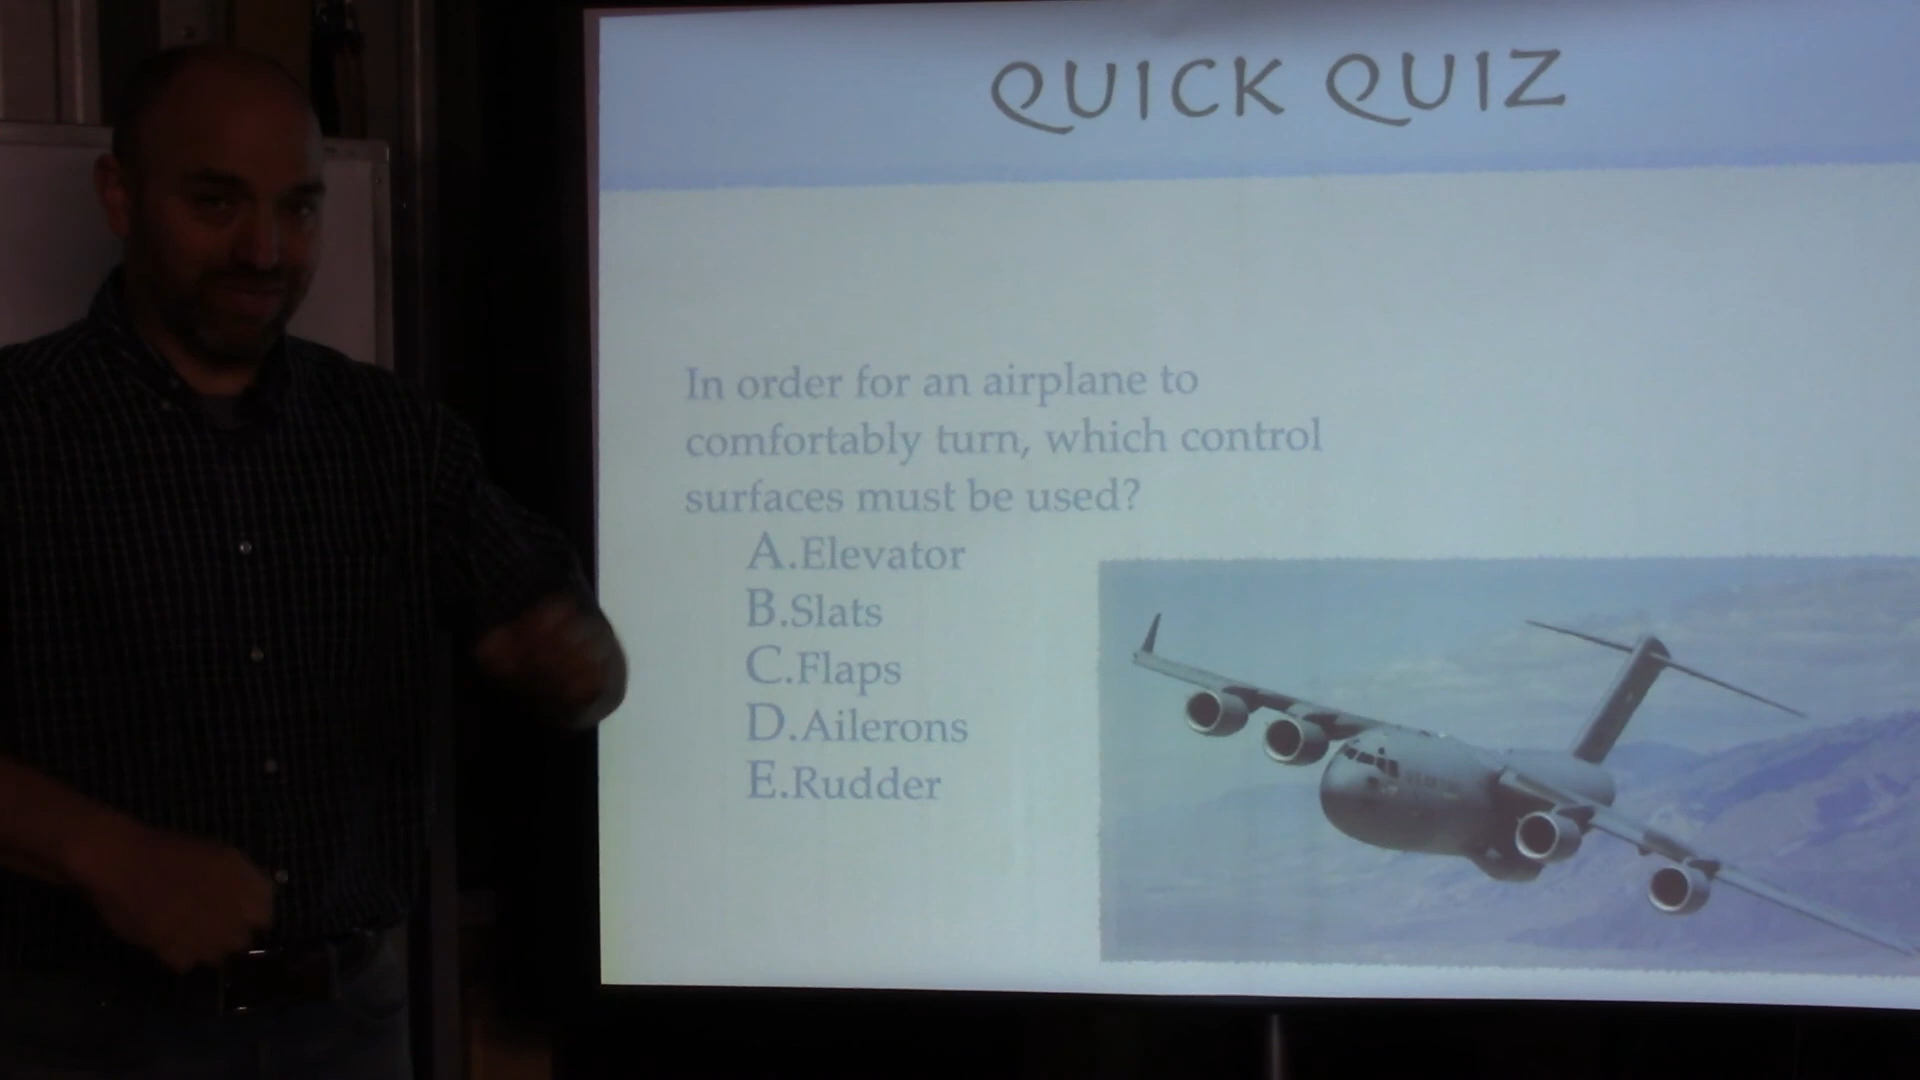 QUICK QUIZ
In order for an airplane to
comfortably turn, which control
surfaces must be used?
A.Elevator
B.Slats
C.Flaps
D.Ailerons
E.Rudder